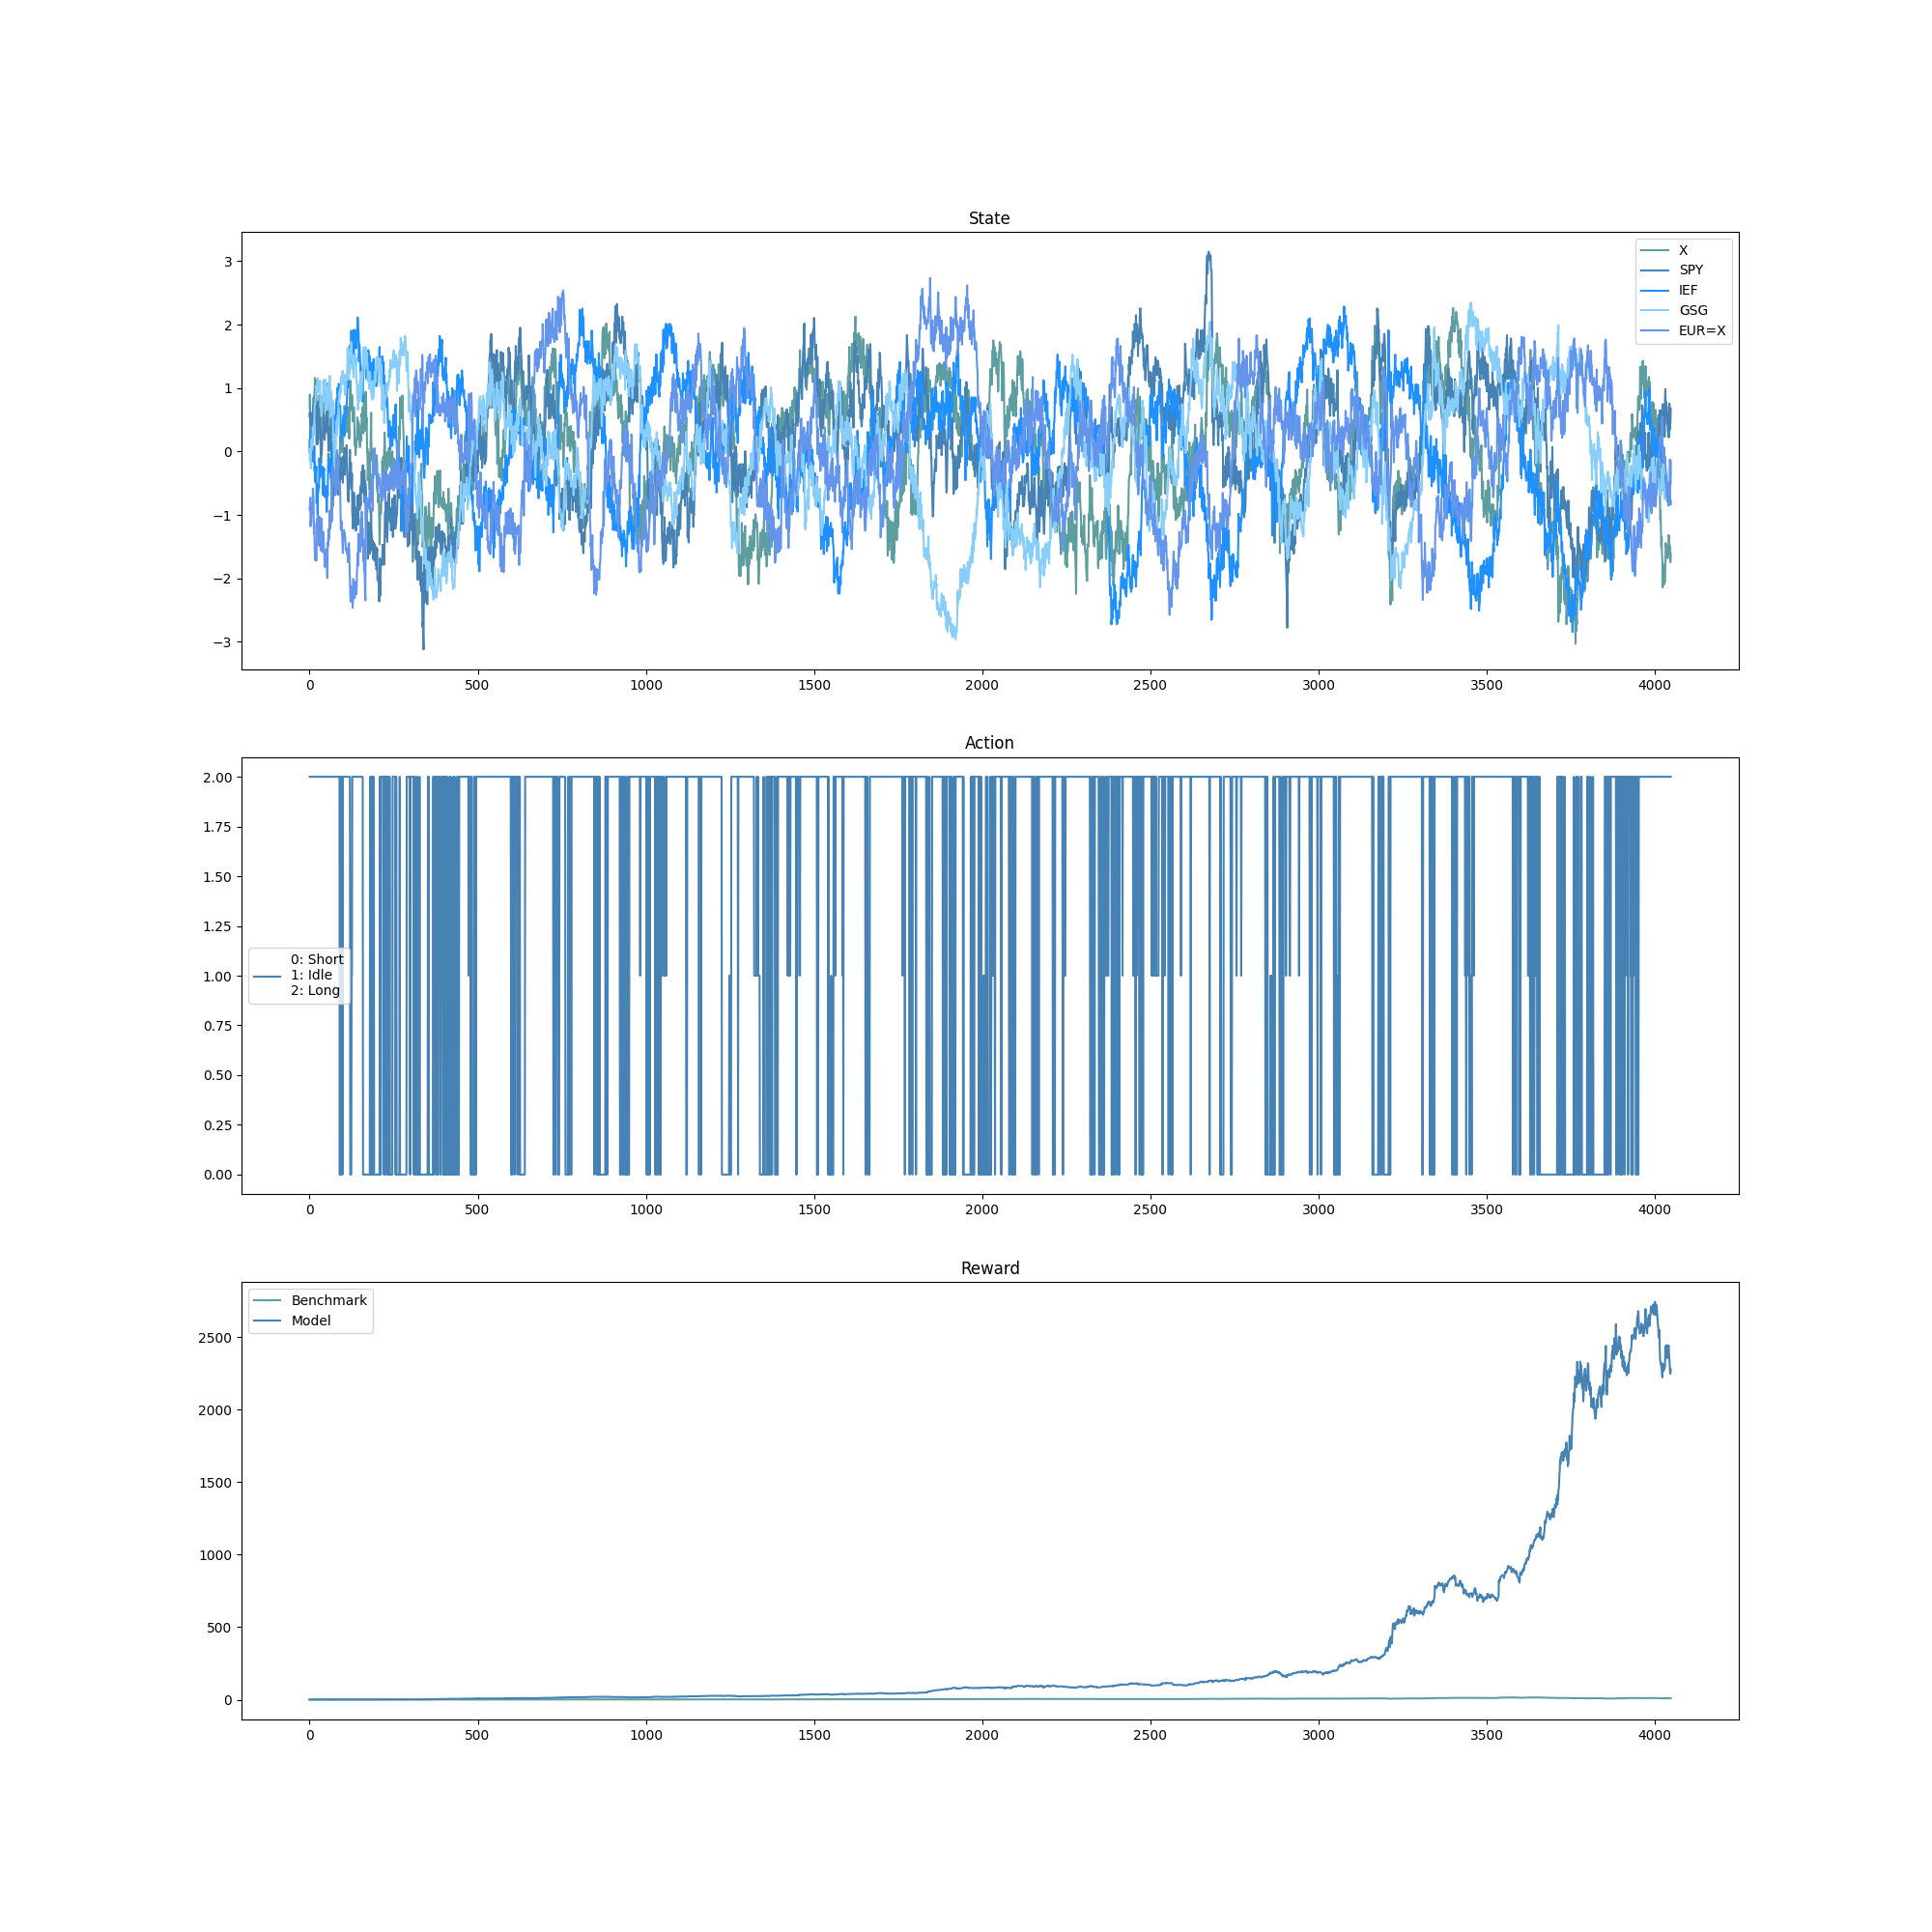 State
3
2
1
0
−1
−2
−3
X
SPY
IEF
GSG
EUR=X
0 500 1000 1500 2000 2500 3000 3500 4000
Action
2.00
1.75
1.50
1.25
1.00
0.75
0.50
0.25
0.00
0: Short
1: Idle
2: Long
0 500 1000 1500 2000 2500 3000 3500 4000
Reward
Benchmark
Model
2500
2000
1500
1000
500
0
0 500 1000 1500 2000 2500 3000 3500 4000